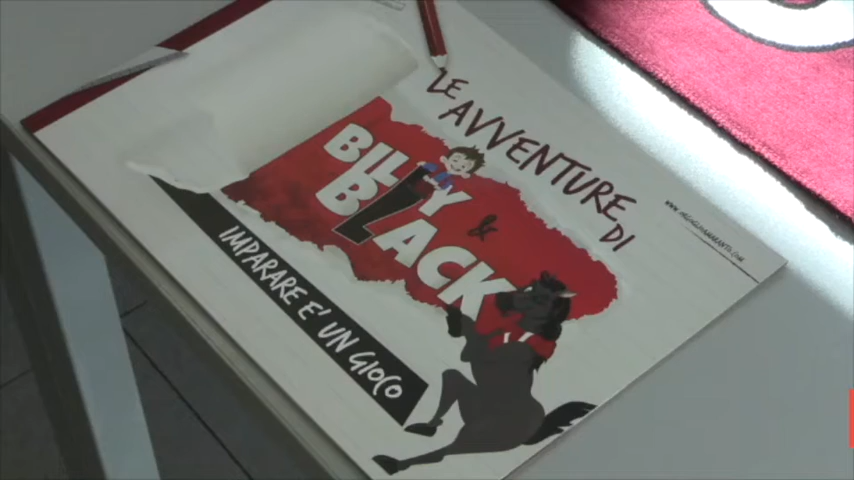 LE AVVENTURE DI
BILLY
&
BLACK
IMPARARE E' UN GIOCO